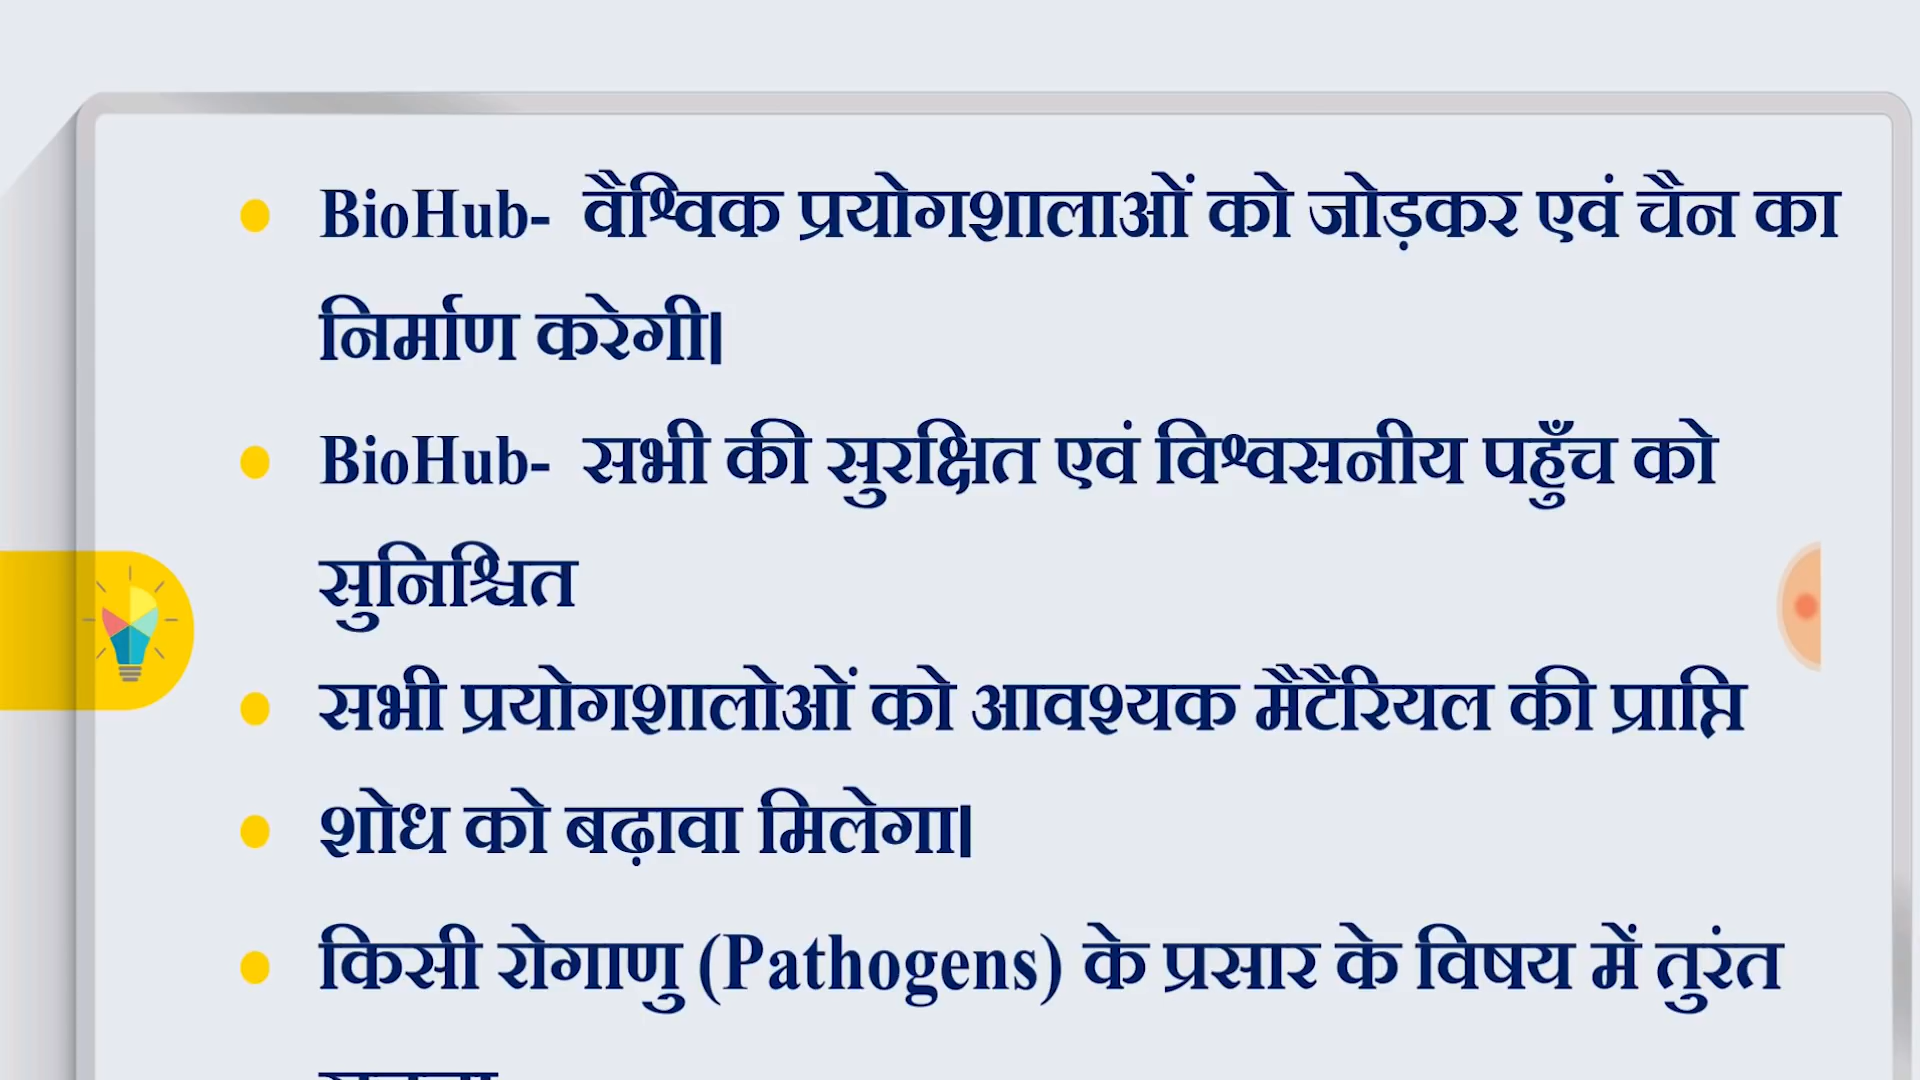 BioHub- वैश्विक प्रयोगशालाओं को जोड़कर एवं चैन का
निर्माण करेगी।
BioHub- सभी की सुरक्षित एवं विश्वसनीय पहुँच को
सुनिश्चित
सभी प्रयोगशालोओं को आवश्यक मैटैरियल की प्राप्ति
शोध को बढ़ावा मिलेगा।
किसी रोगाणु (Pathogens) के प्रसार के विषय में तुरंत